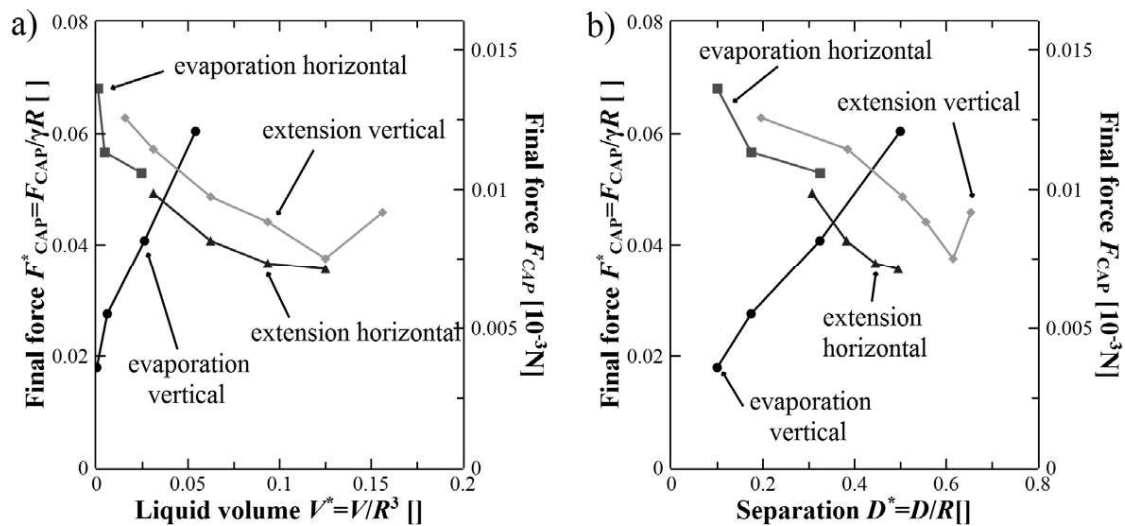 a)
Final force F*CAP=FCAP/γR [ ]
0.08
0.06
0.04
0.02
0
evaporation horizontal
extension vertical
extension horizontal
evaporation
vertical
0.015
0.01
0.005
0
Final force FCAP [10-3N]
0
0.05
0.1
0.15
0.2
Liquid volume V*=V/R3 []
b)
Final force F*CAP=FCAP/γR [ ]
0.08
0.06
0.04
0.02
0
evaporation
horizontal
extension vertical
extension
horizontal
evaporation
vertical
0.015
0.01
0.005
0
Final force FCAP [10-3N]
0
0.2
0.4
0.6
0.8
Separation D*=D/R[]